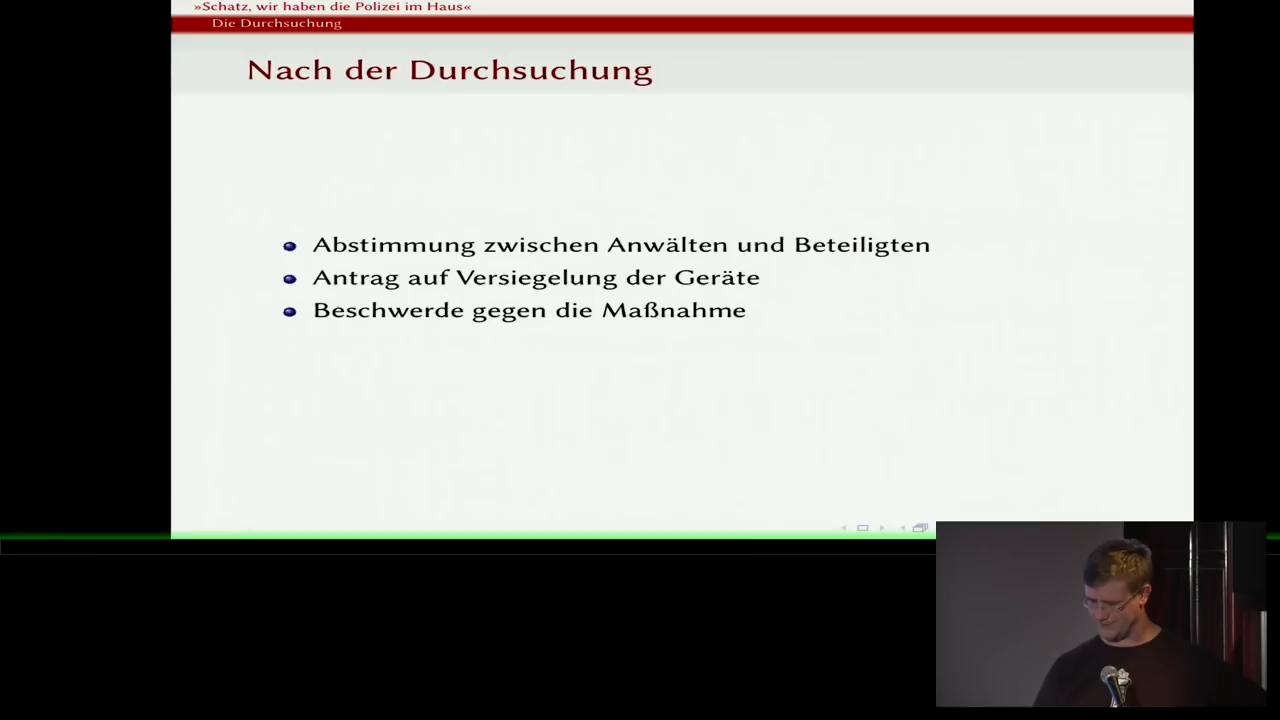 »Schatz, wir haben die Polizei im Haus«
Die Durchsuchung
Nach der Durchsuchung
Abstimmung zwischen Anwälten und Beteiligten
Antrag auf Versiegelung der Geräte
Beschwerde gegen die Maßnahme